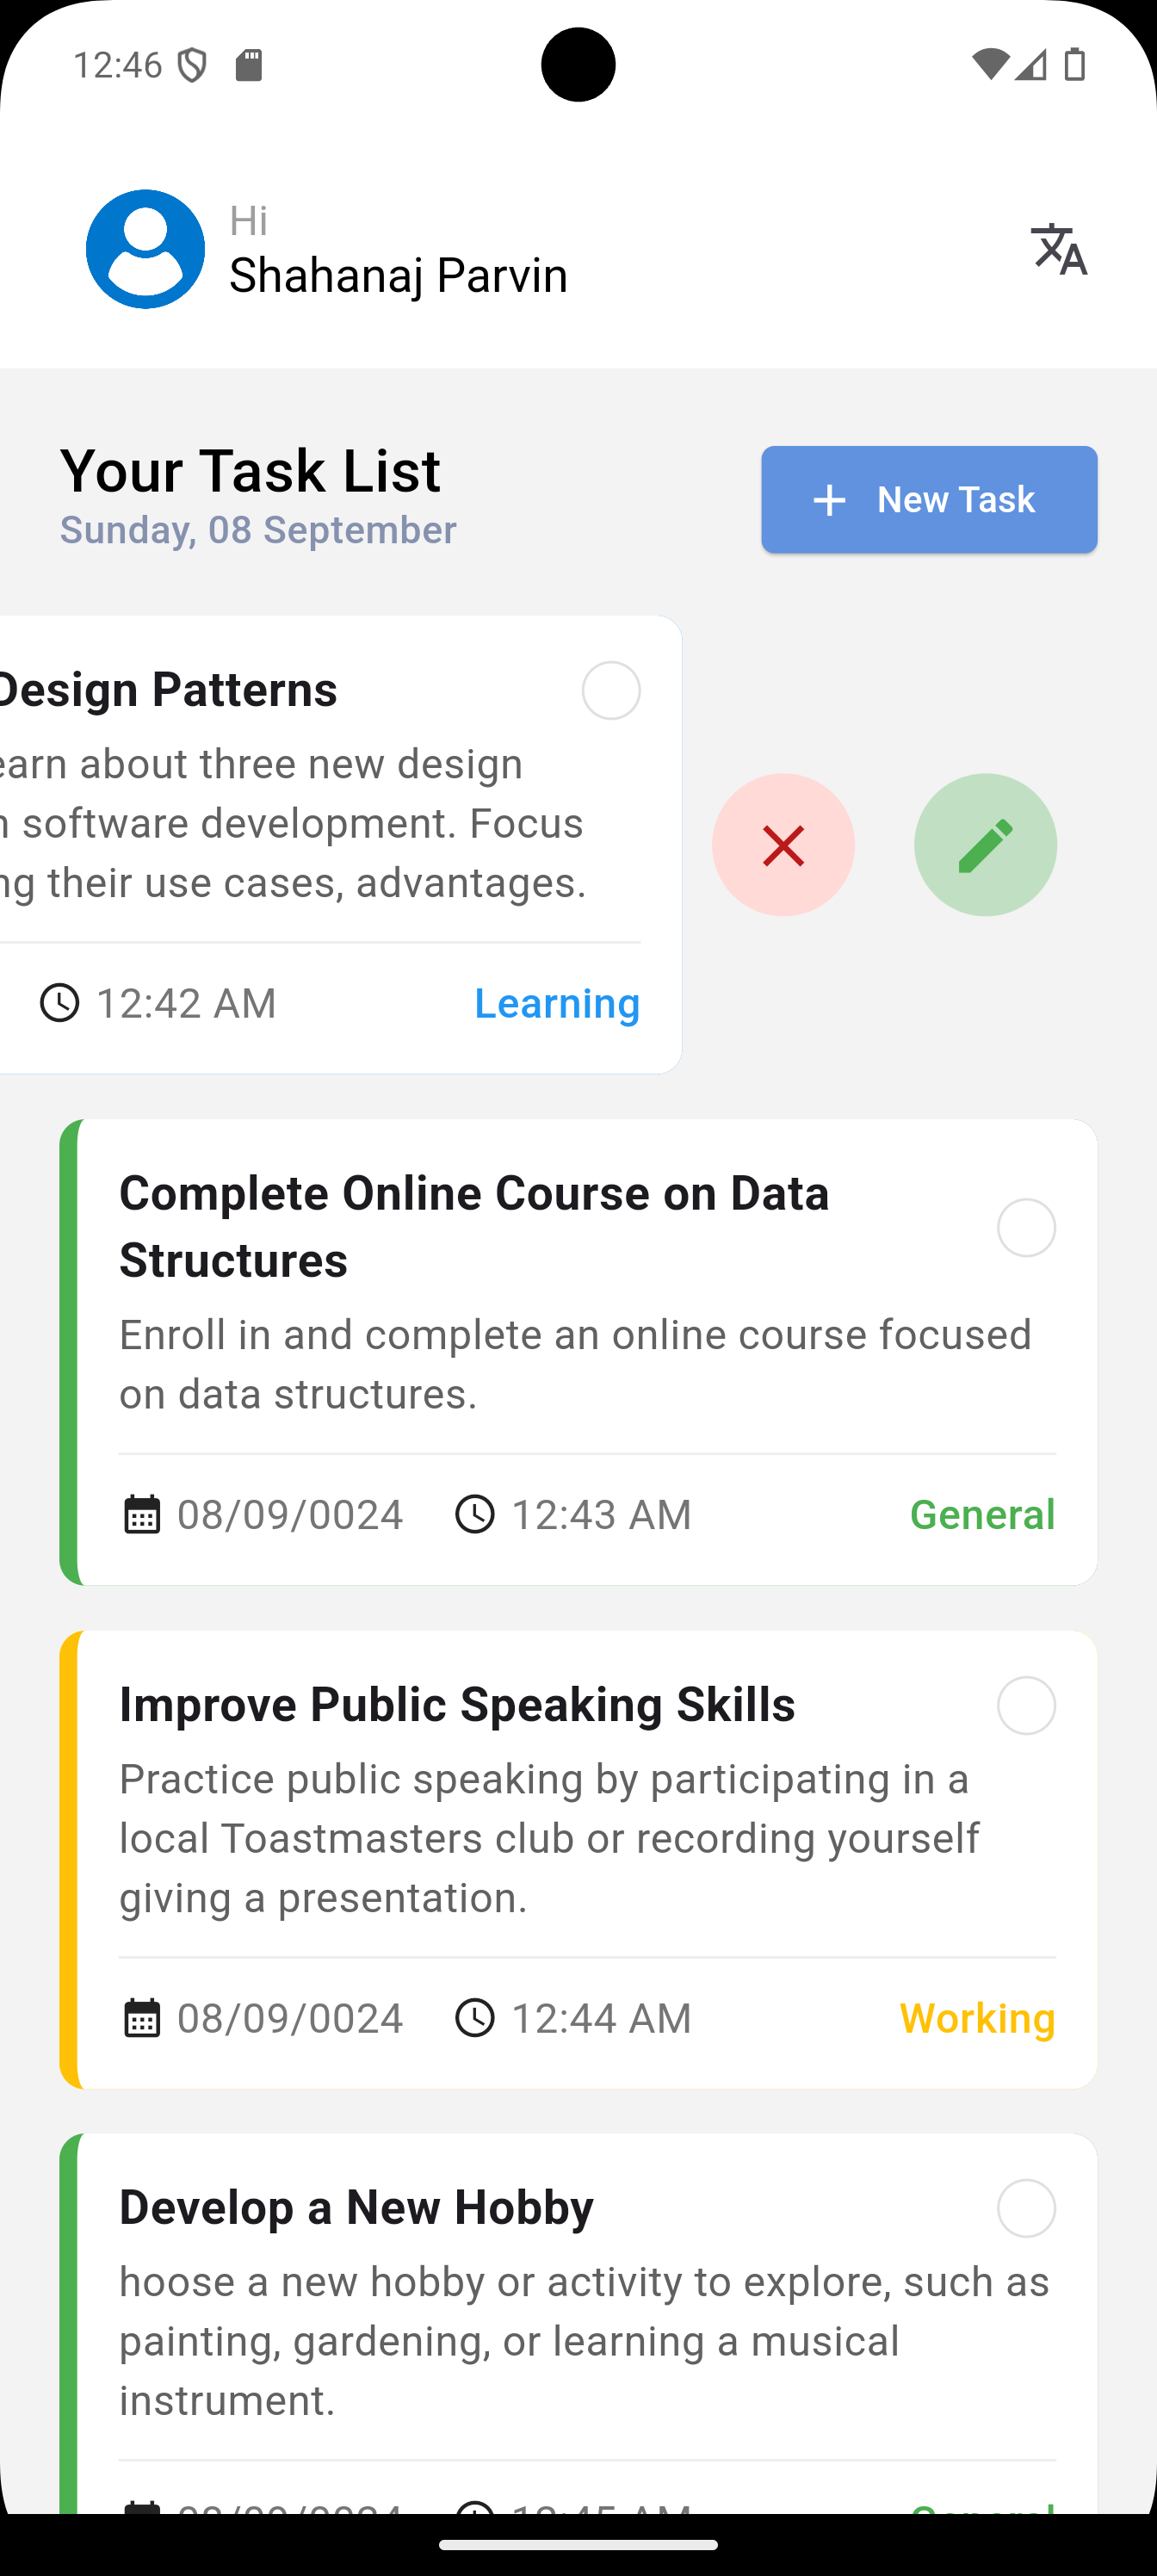 12:46
Hi
Shahanaj Parvin
Your Task List
Sunday, 08 September
New Task
Design Patterns
earn about three new design
software development. Focus
ng their use cases, advantages.
12:42 AM
Learning
Complete Online Course on Data
Structures
Enroll in and complete an online course focused
on data structures.
08/09/0024
12:43 AM
General
Improve Public Speaking Skills
Practice public speaking by participating in a
local Toastmasters club or recording yourself
giving a presentation.
08/09/0024
12:44 AM
Working
Develop a New Hobby
hoose a new hobby or activity to explore, such as
painting, gardening, or learning a musical
instrument.